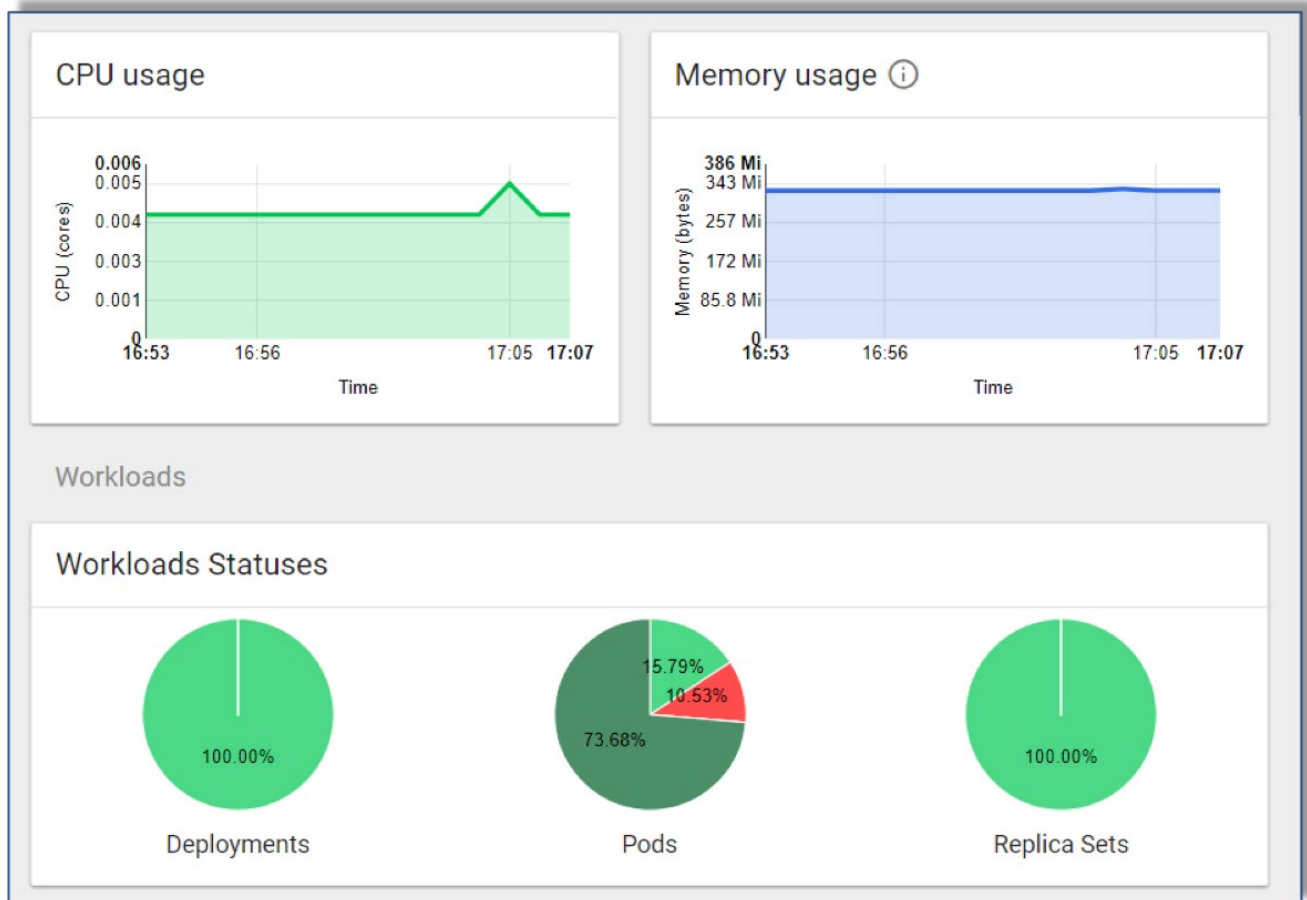 CPU usage
CPU (cores)
0.006
0.005
0.004
0.003
0.001
0
16:53 16:56 17:05 17:07
Time
Memory usage
Memory (bytes)
386 Mi
343 Mi
257 Mi
172 Mi
85.8 Mi
0
16:53 16:56 17:05 17:07
Time
Workloads
Workloads Statuses
100.00%
Deployments
15.79%
10.53%
73.68%
Pods
100.00%
Replica Sets